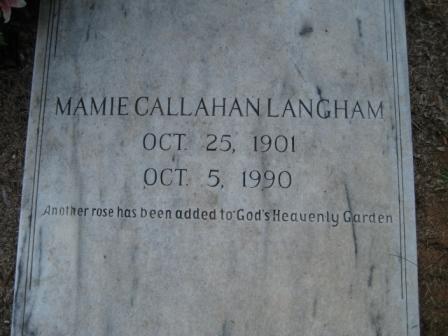 MAMIE CALLAHAN LANGHAM
OCT. 25, 1901
OCT. 5, 1990
Another rose has been added to God's Heavenly Garden